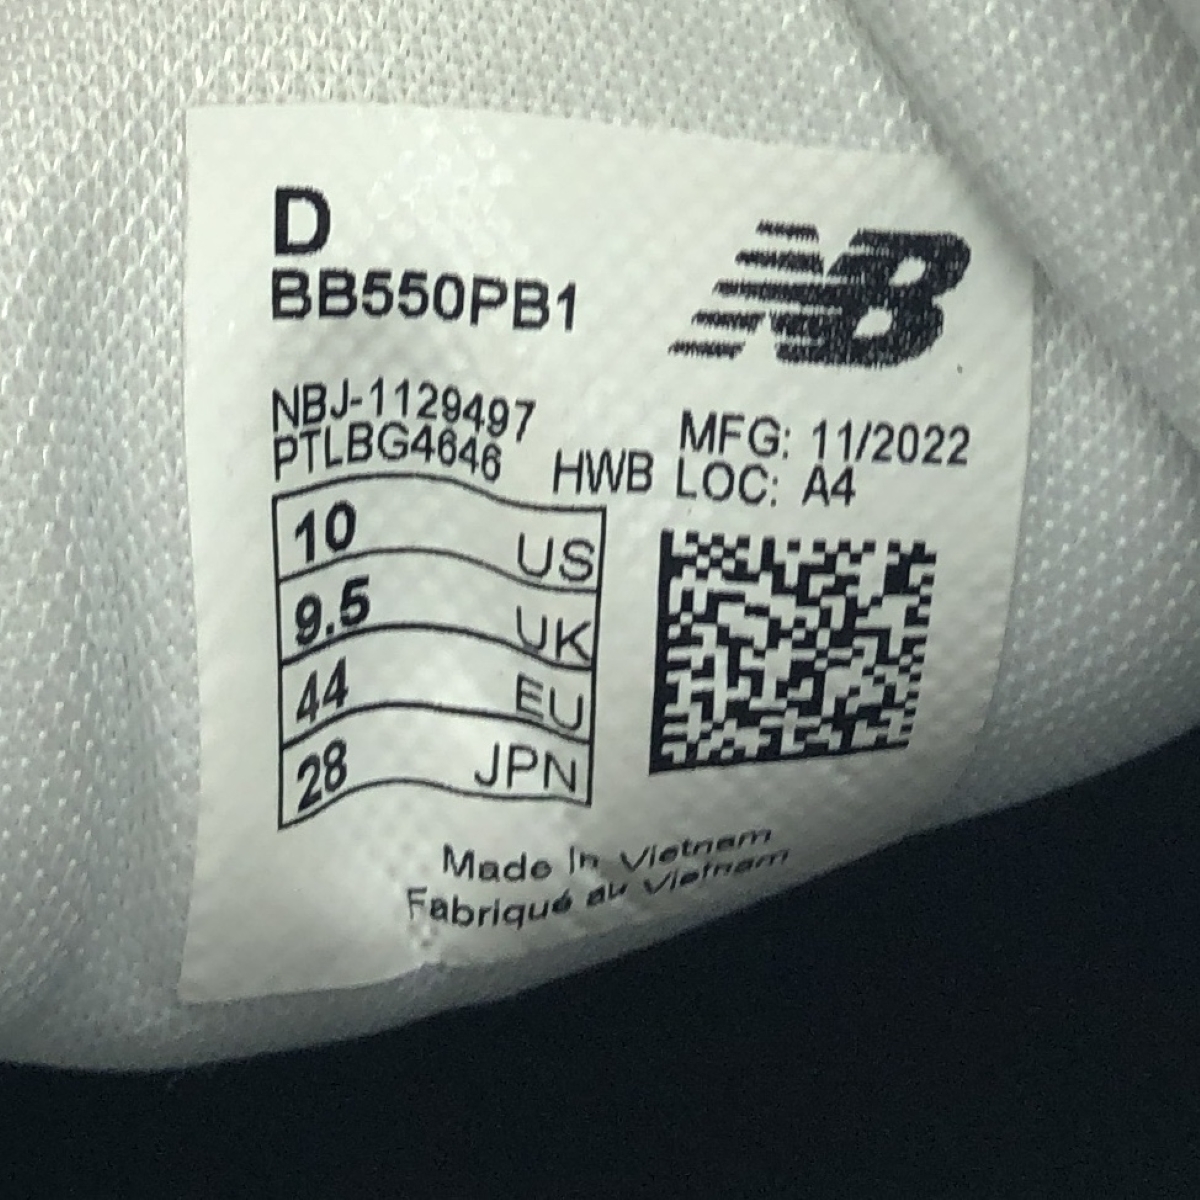 D
BB550PB1
NB
NBJ-1129497
PTLBG4646 HWB
MFG: 11/2022
LOC: A4
10 US
9.5 UK
44 EU
28 JPN
Made in Vietnam
Fabriqué au Vietnam